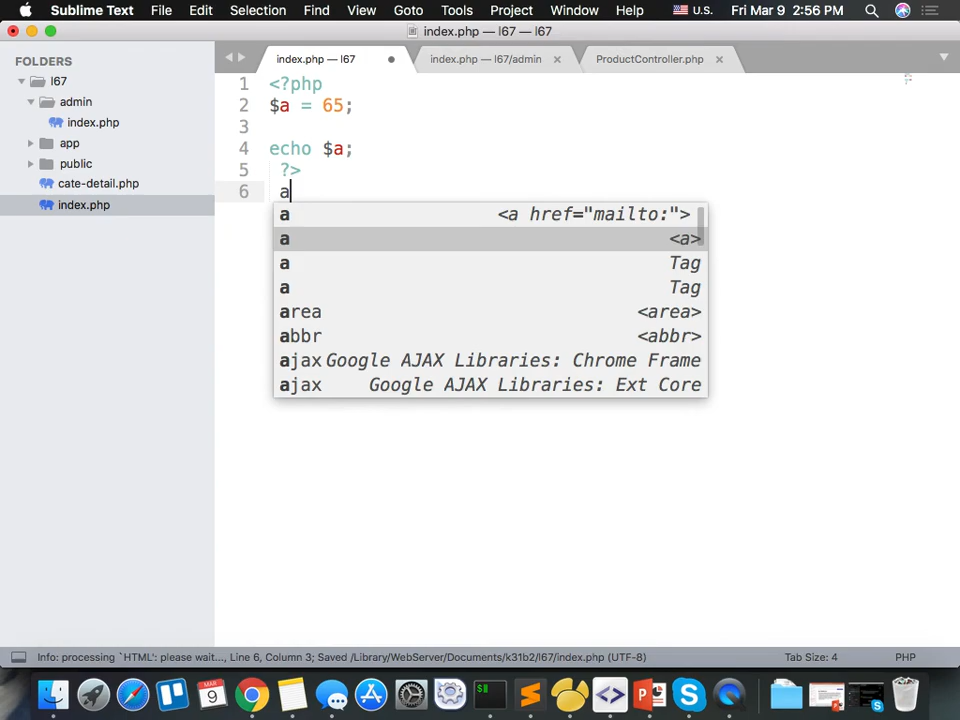 Sublime Text File Edit Selection Find View Goto Tools Project Window Help U.S. Fri Mar 9 2:56 PM
index.php — l67 — l67
FOLDERS
l67
admin
index.php
app
public
cate-detail.php
index.php
index.php — l67
index.php — l67/admin
ProductController.php
1 <?php
2 $a = 65;
3
4 echo $a;
5 ?>
6 a
a <a href="mailto:">
a <a>
a Tag
a Tag
area <area>
abbr <abbr>
ajax Google AJAX Libraries: Chrome Frame
ajax Google AJAX Libraries: Ext Core
Info: processing `HTML': please wait..., Line 6, Column 3; Saved /Library/WebServer/Documents/k31b2/l67/index.php (UTF-8) Tab Size: 4 PHP
9